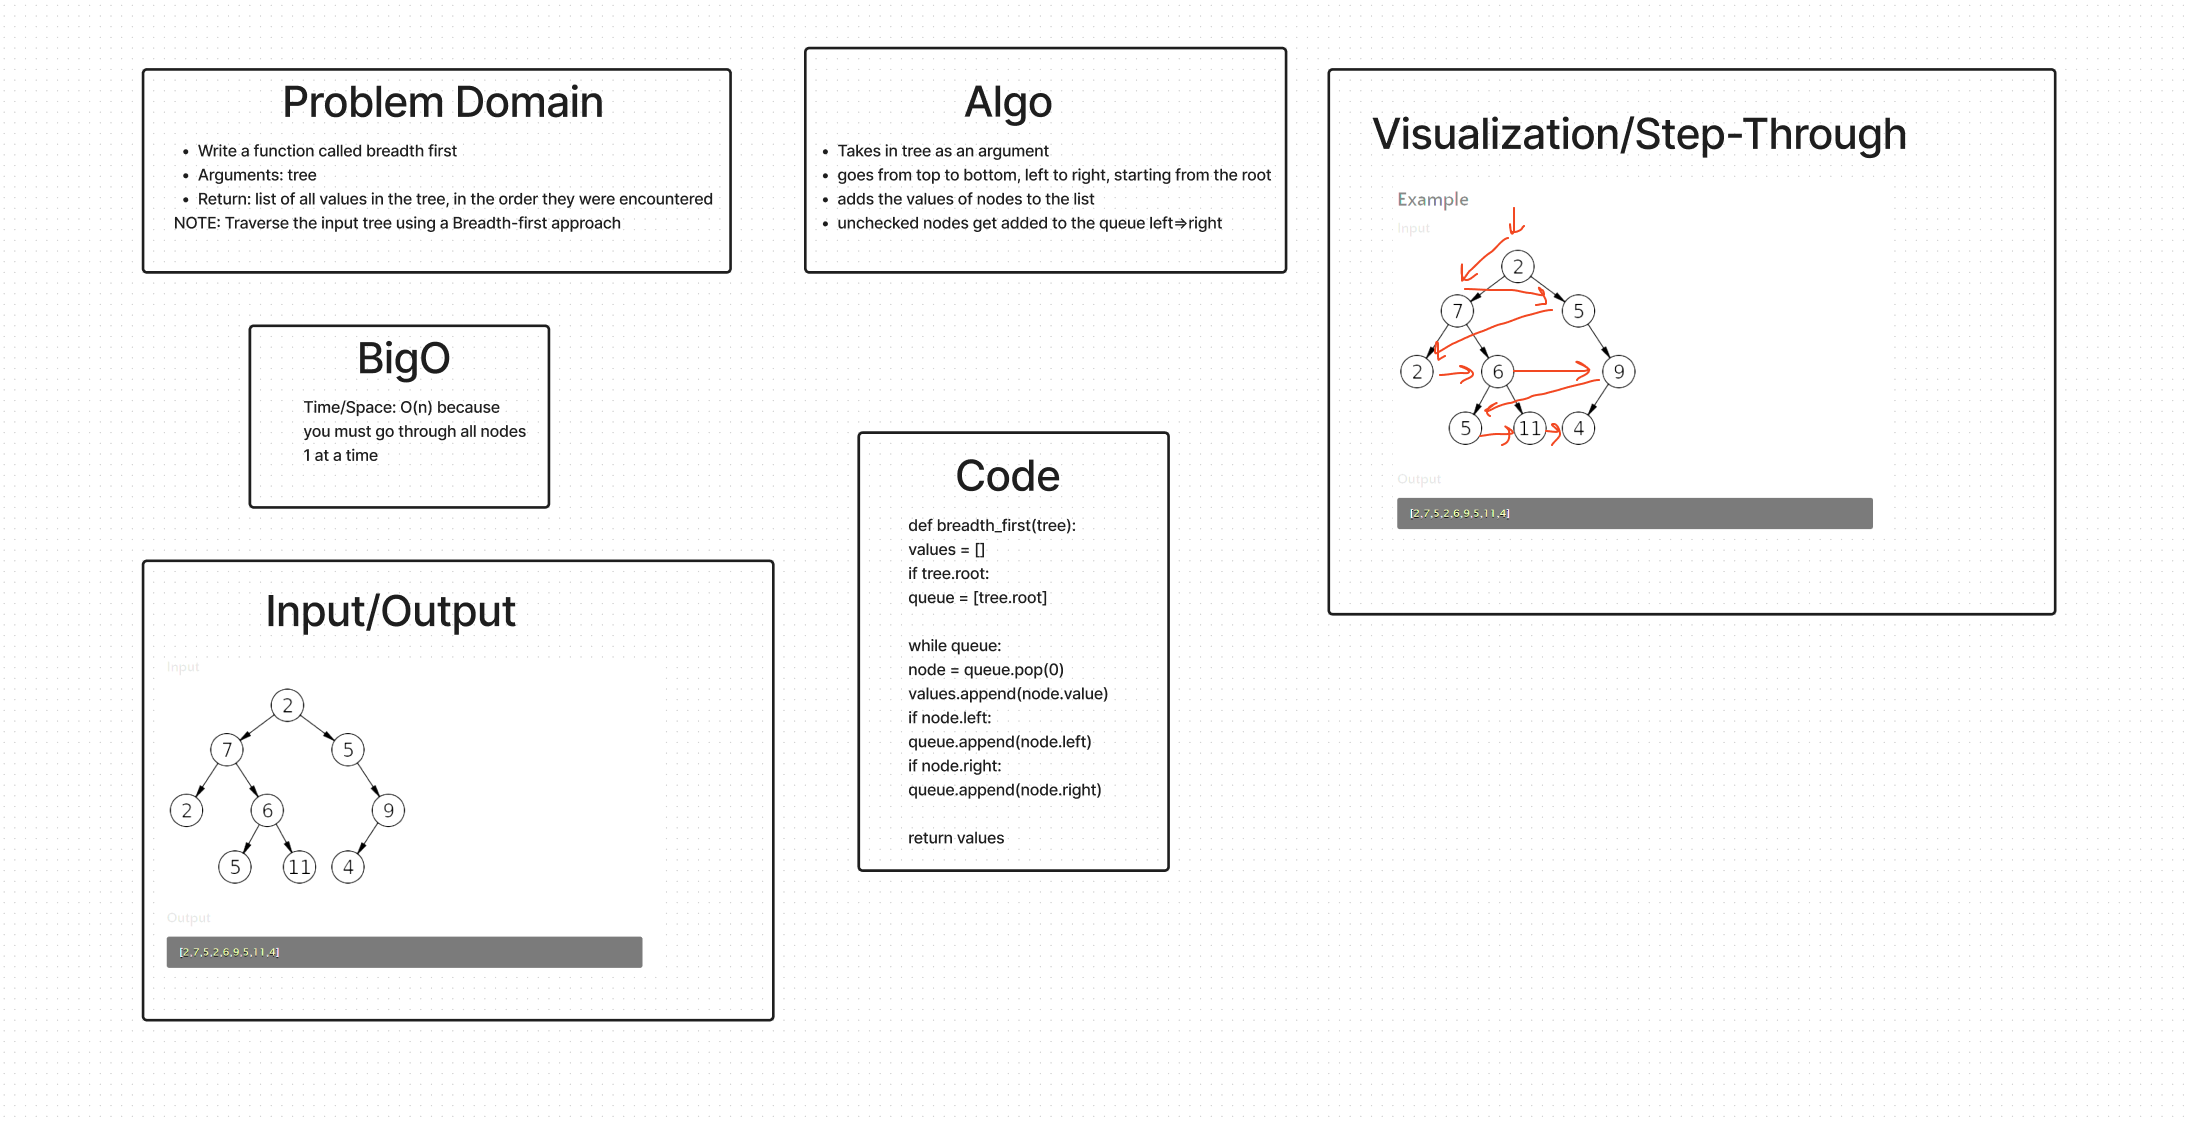 Problem Domain
• Write a function called breadth first
• Arguments: tree
• Return: list of all values in the tree, in the order they were encountered
NOTE: Traverse the input tree using a Breadth-first approach
Algo
• Takes in tree as an argument
• goes from top to bottom, left to right, starting from the root
• adds the values of nodes to the list
• unchecked nodes get added to the queue left=>right
Visualization/Step-Through
Example
Input
2
7 5
2 6 9
5 11 4
Output
[2,7,5,2,6,9,5,11,4]
BigO
Time/Space: O(n) because
you must go through all nodes
1 at a time
Code
def breadth_first(tree):
values = []
if tree.root:
queue = [tree.root]
while queue:
node = queue.pop(0)
values.append(node.value)
if node.left:
queue.append(node.left)
if node.right:
queue.append(node.right)
return values
Input/Output
Input
2
7 5
2 6 9
5 11 4
Output
[2,7,5,2,6,9,5,11,4]